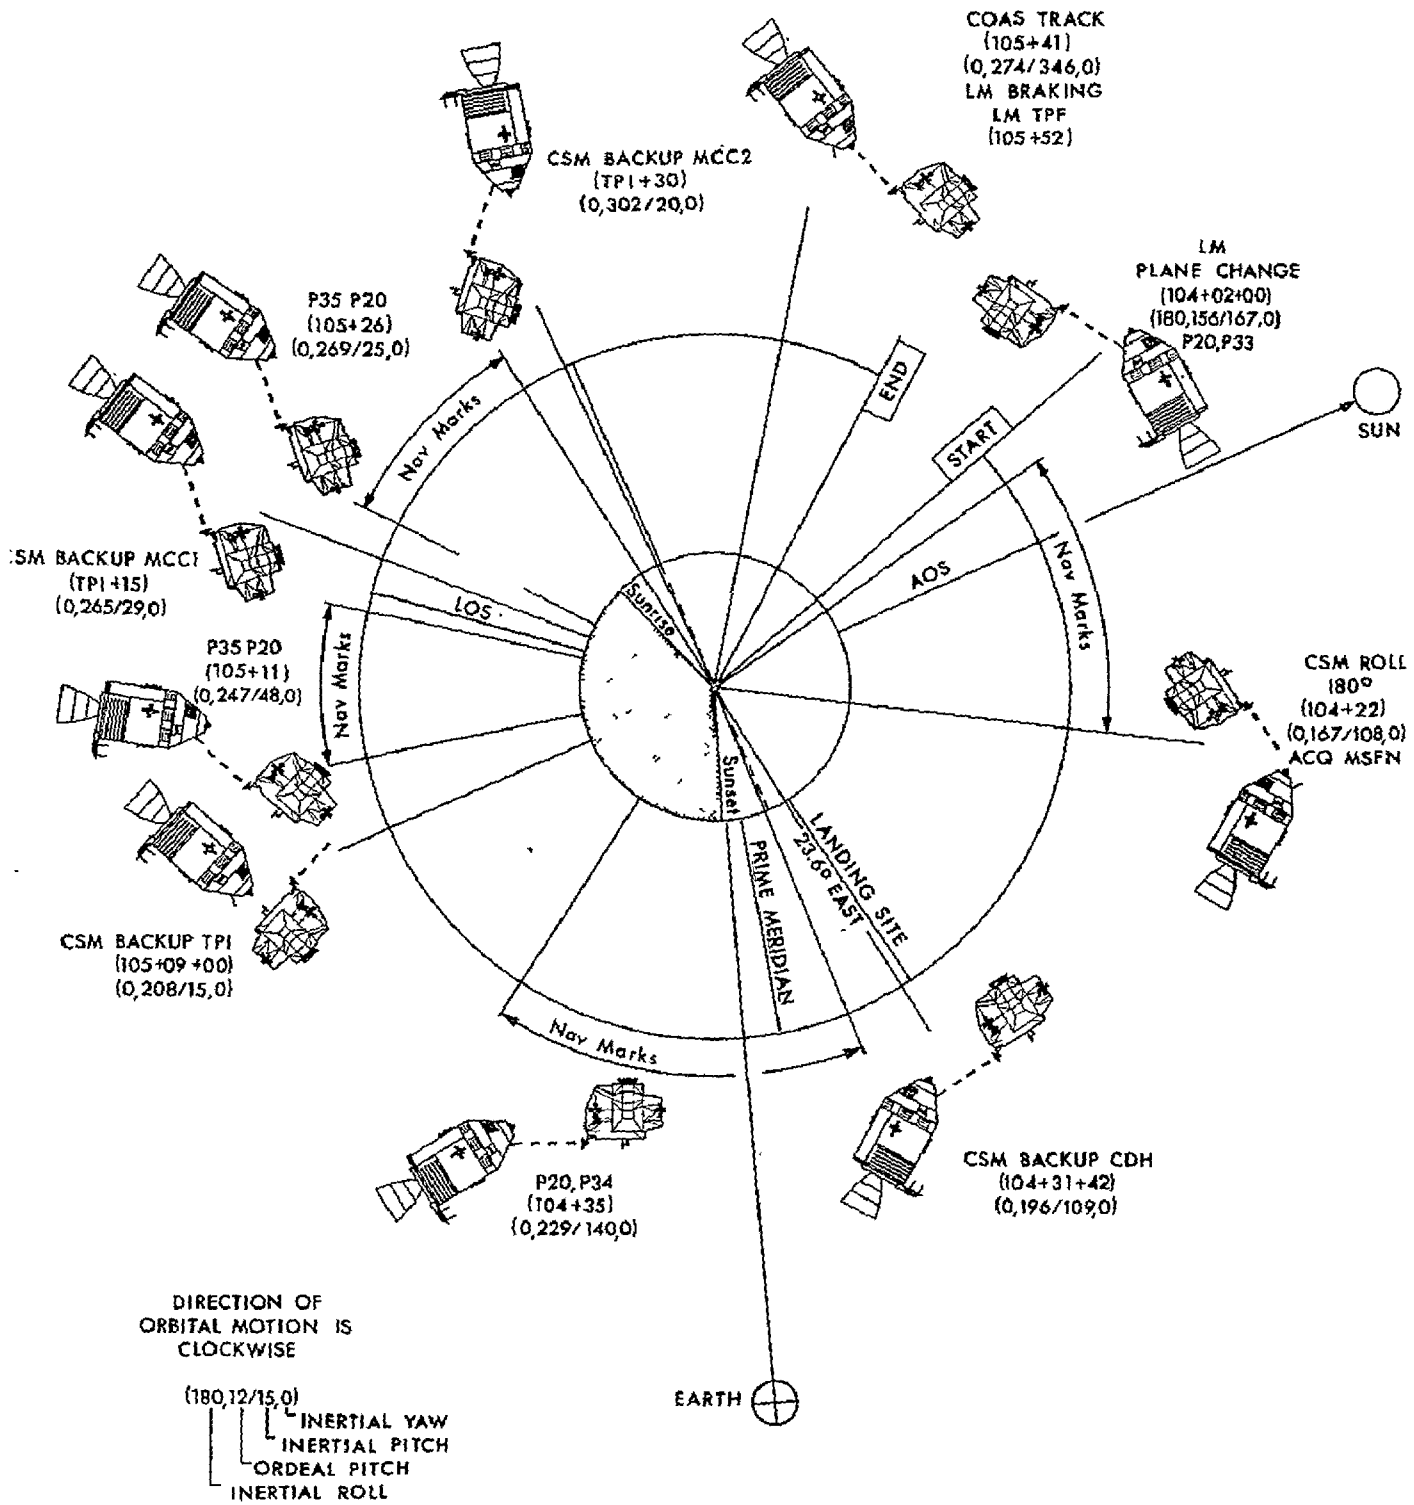 COAS TRACK
(105+41)
(0,274/346,0)
LM BRAKING
LM TPF
(105+52)
CSM BACKUP MCC2
(TPI+30)
(0,302/20,0)
LM
PLANE CHANGE
(104+02+00)
(180,156/167,0)
P20,P33
P35 P20
(105+26)
(0,269/25,0)
END
START
SUN
Nav Marks
AOS
Nav Marks
CSM BACKUP MCC1
(TPI+15)
(0,265/29,0)
LOS
Sunrise
P35 P20
(105+11)
(0,247/48,0)
Nav Marks
CSM ROLL
180°
(104+22)
(0,167/108,0)
ACQ MSFN
Sunset
LANDING SITE
23.6° EAST
PRIME MERIDIAN
CSM BACKUP TPI
(105+09+00)
(0,208/15,0)
Nav Marks
CSM BACKUP CDH
(104+31+42)
(0,196/109,0)
P20,P34
(104+35)
(0,229/140,0)
DIRECTION OF
ORBITAL MOTION IS
CLOCKWISE
(180,12/15,0)
INERTIAL YAW
INERTIAL PITCH
ORDEAL PITCH
INERTIAL ROLL
EARTH